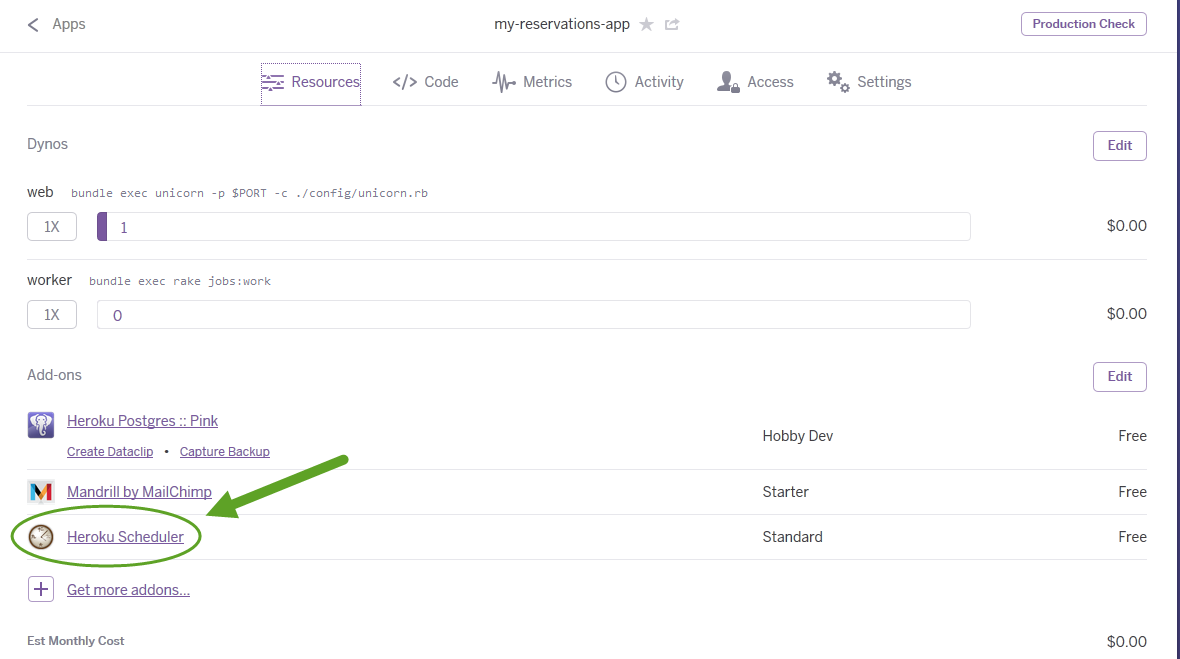 Apps my-reservations-app Production Check
Resources </> Code Metrics Activity Access Settings
Dynos Edit
web bundle exec unicorn -p $PORT -c ./config/unicorn.rb
1X 1 $0.00
worker bundle exec rake jobs:work
1X 0 $0.00
Add-ons Edit
Heroku Postgres :: Pink
Create Dataclip • Capture Backup Hobby Dev Free
Mandrill by MailChimp Starter Free
Heroku Scheduler Standard Free
Get more addons...
Est Monthly Cost $0.00